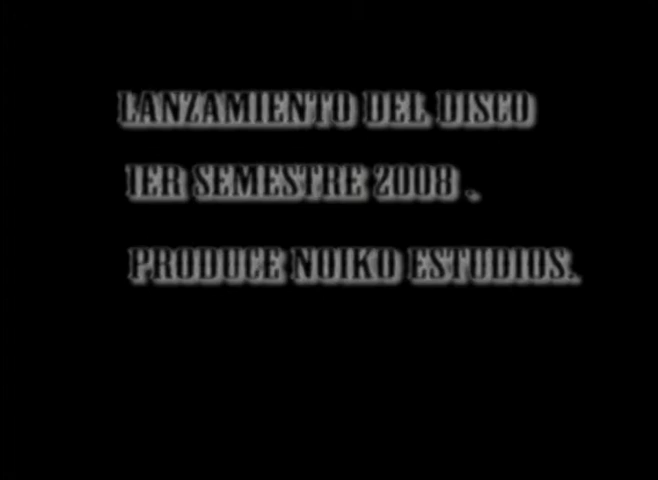 LANZAMIENTO DEL DISCO
1ER SEMESTRE 2008 .
PRODUCE NOIKO ESTUDIOS.